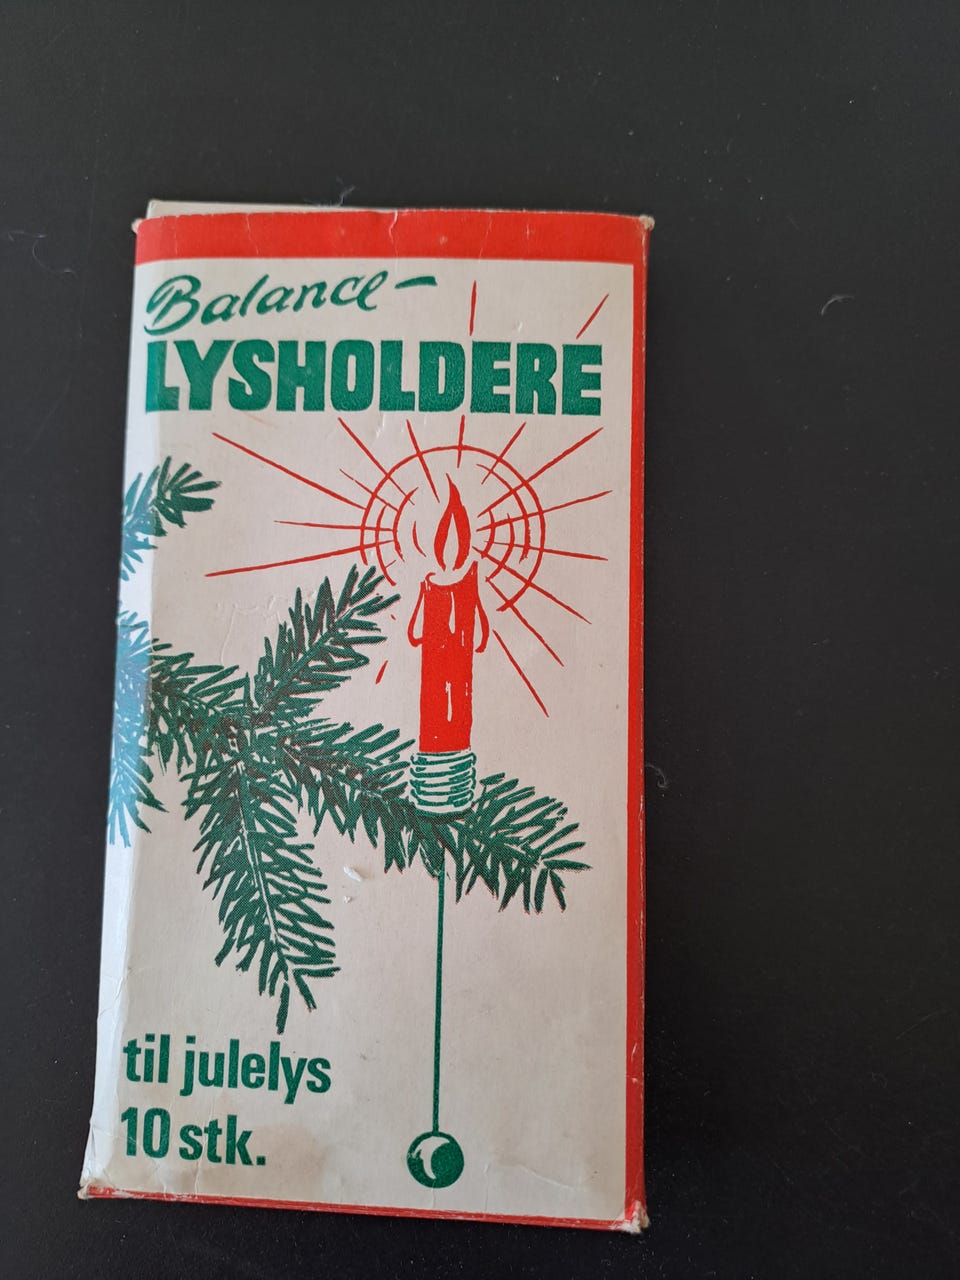 Balance-
LYSHOLDERE
til julelys
10 stk.